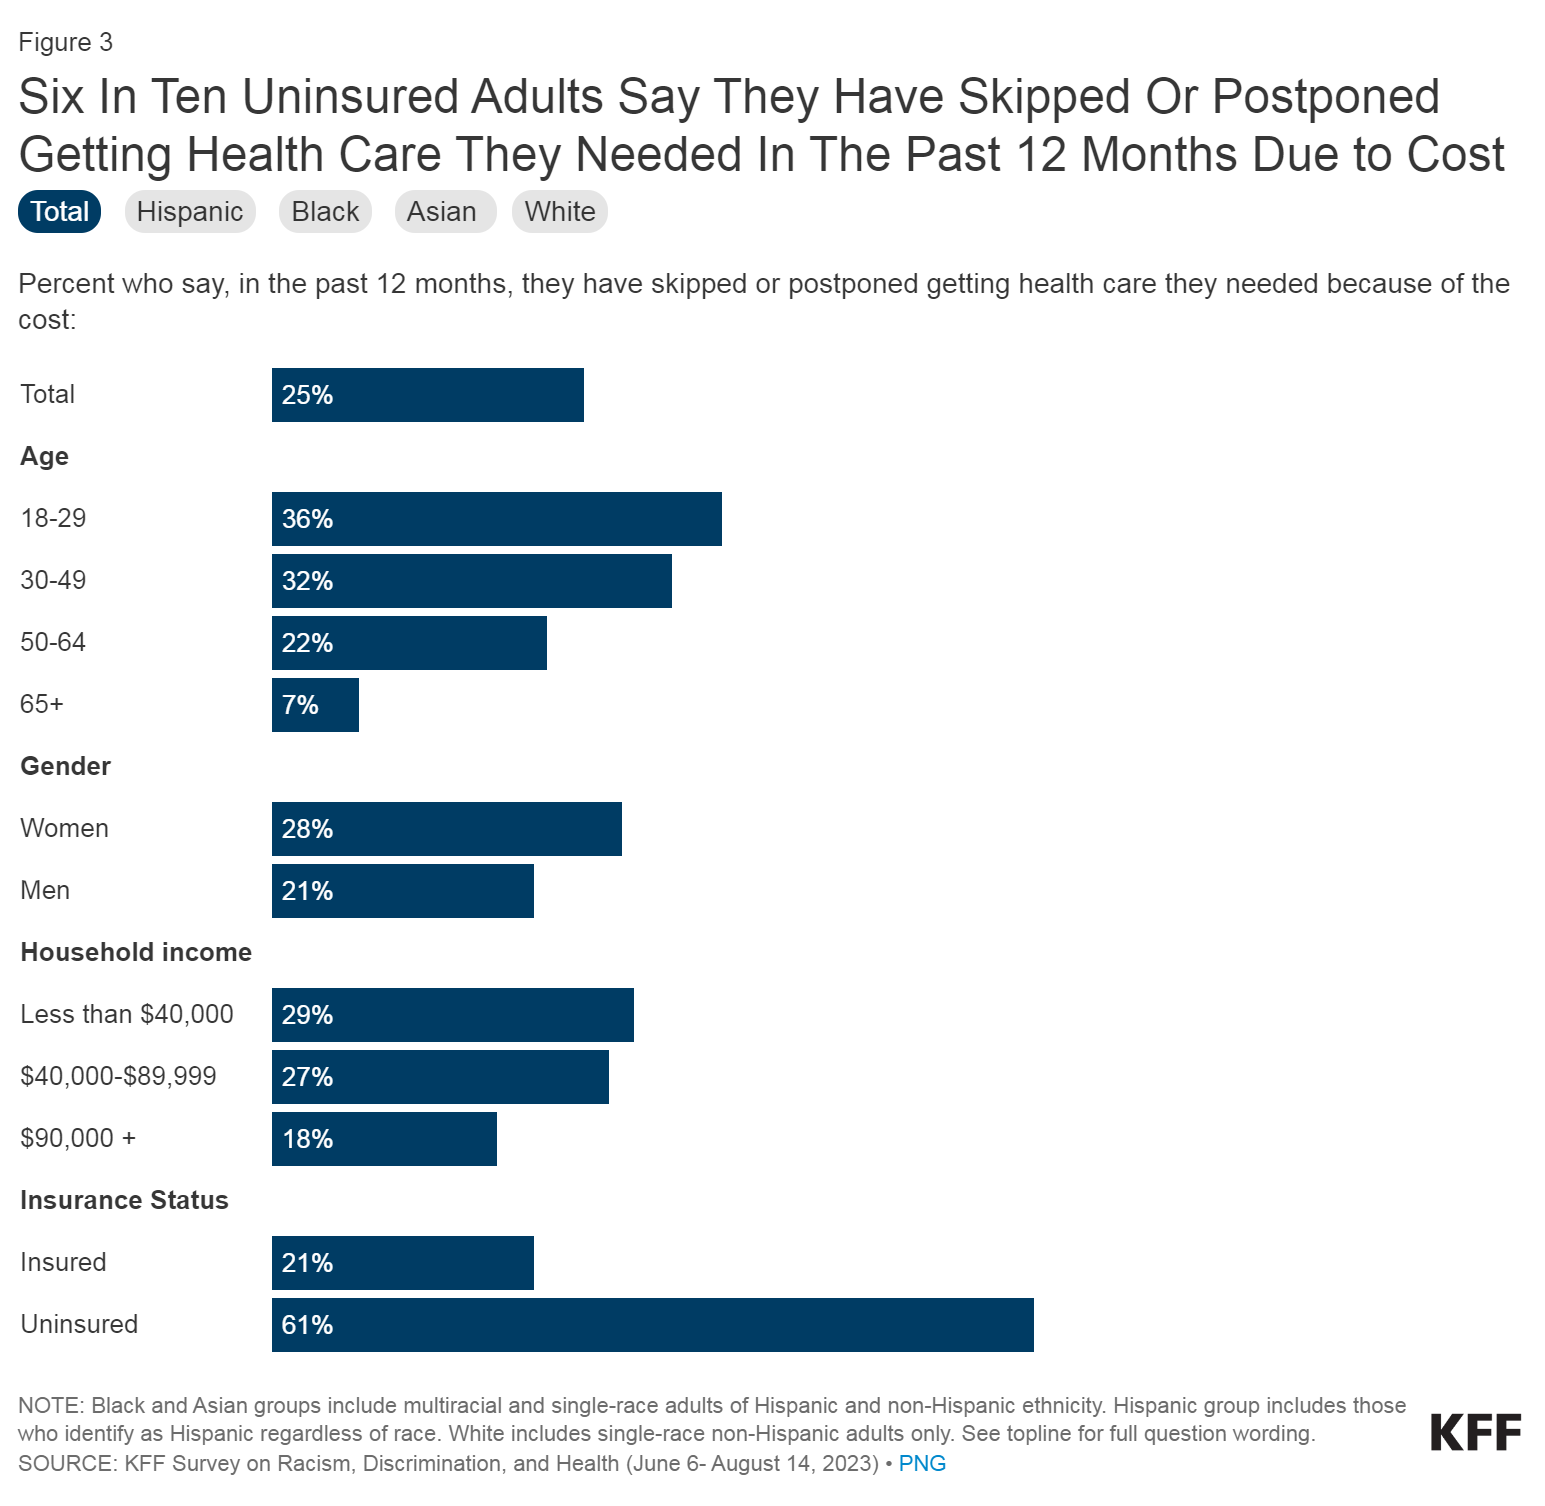 Figure 3
Six In Ten Uninsured Adults Say They Have Skipped Or Postponed
Getting Health Care They Needed In The Past 12 Months Due to Cost
Total Hispanic Black Asian White
Percent who say, in the past 12 months, they have skipped or postponed getting health care they needed because of the
cost:
Total 25%
Age
18-29 36%
30-49 32%
50-64 22%
65+ 7%
Gender
Women 28%
Men 21%
Household income
Less than $40,000 29%
$40,000-$89,999 27%
$90,000 + 18%
Insurance Status
Insured 21%
Uninsured 61%
NOTE: Black and Asian groups include multiracial and single-race adults of Hispanic and non-Hispanic ethnicity. Hispanic group includes those
who identify as Hispanic regardless of race. White includes single-race non-Hispanic adults only. See topline for full question wording.
SOURCE: KFF Survey on Racism, Discrimination, and Health (June 6- August 14, 2023) • PNG
KFF